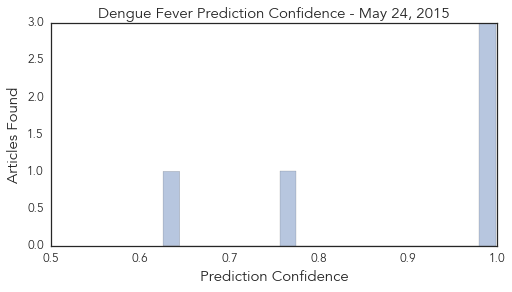 Dengue Fever Prediction Confidence - May 24, 2015
3.0
2.5
2.0
1.5
1.0
0.5
0.0
Articles Found
0.5 0.6 0.7 0.8 0.9 1.0
Prediction Confidence